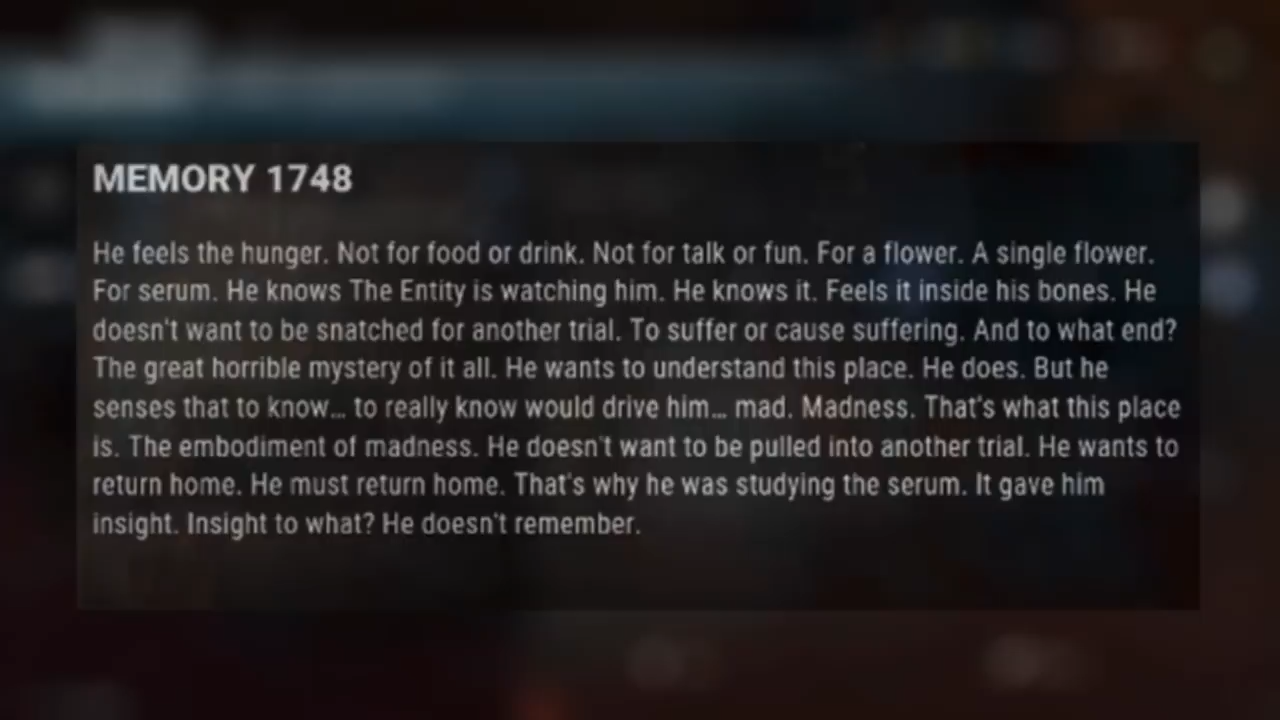 MEMORY 1748
He feels the hunger. Not for food or drink. Not for talk or fun. For a flower. A single flower.
For serum. He knows The Entity is watching him. He knows it. Feels it inside his bones. He
doesn't want to be snatched for another trial. To suffer or cause suffering. And to what end?
The great horrible mystery of it all. He wants to understand this place. He does. But he
senses that to know... to really know would drive him... mad. Madness. That's what this place
is. The embodiment of madness. He doesn't want to be pulled into another trial. He wants to
return home. He must return home. That's why he was studying the serum. It gave him
insight. Insight to what? He doesn't remember.